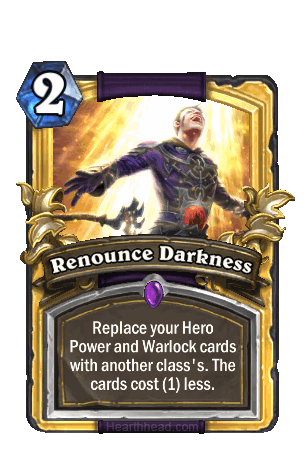 2
Renounce Darkness
Replace your Hero
Power and Warlock cards
with another class's. The
cards cost (1) less.
Hearthhead.com